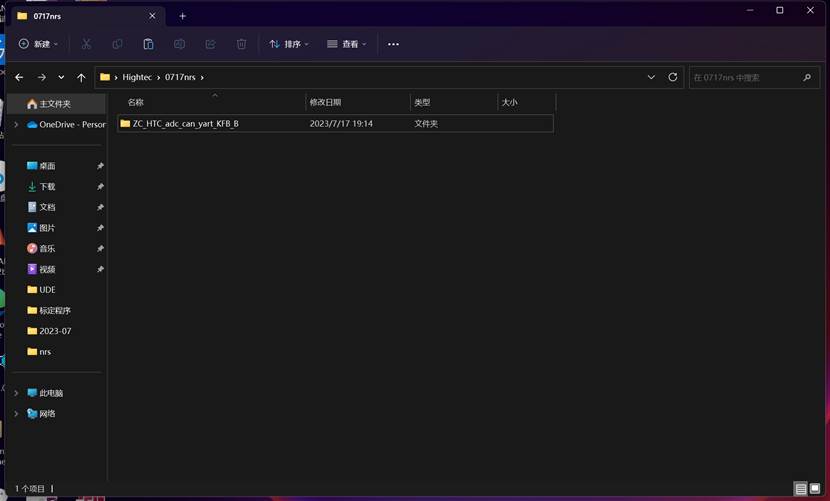 0717nrs
新建
排序
查看
Hightec
0717nrs
在 0717nrs 中搜索
主文件夹
名称
修改日期
类型
大小
OneDrive - Person
ZC_HTC_adc_can_yart_KFB_B
2023/7/17 19:14
文件夹
桌面
下载
文档
图片
音乐
视频
UDE
标定程序
2023-07
nrs
此电脑
网络
1 个项目